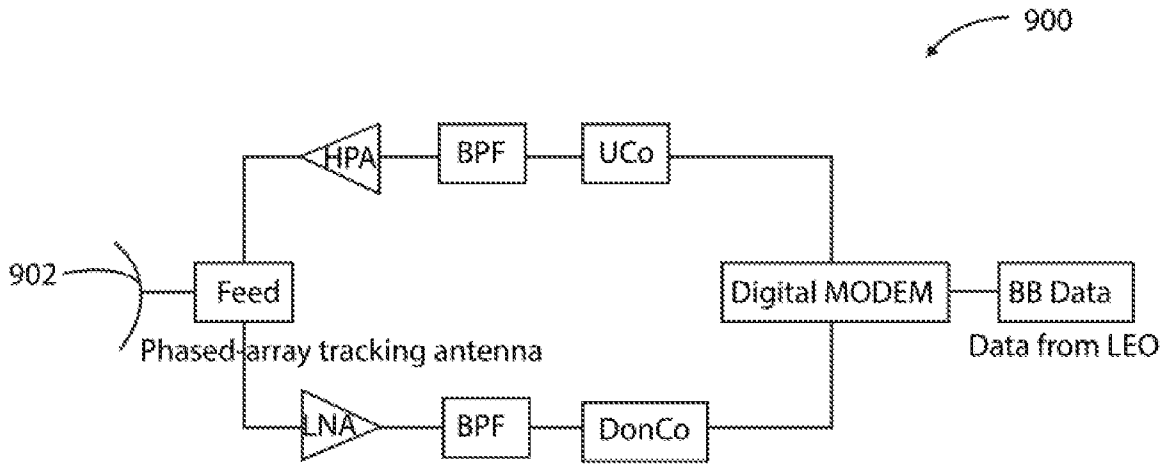 900
HPA
BPF
UCo
902
Feed
Digital MODEM
BB Data
Phased-array tracking antenna
Data from LEO
LNA
BPF
DonCo